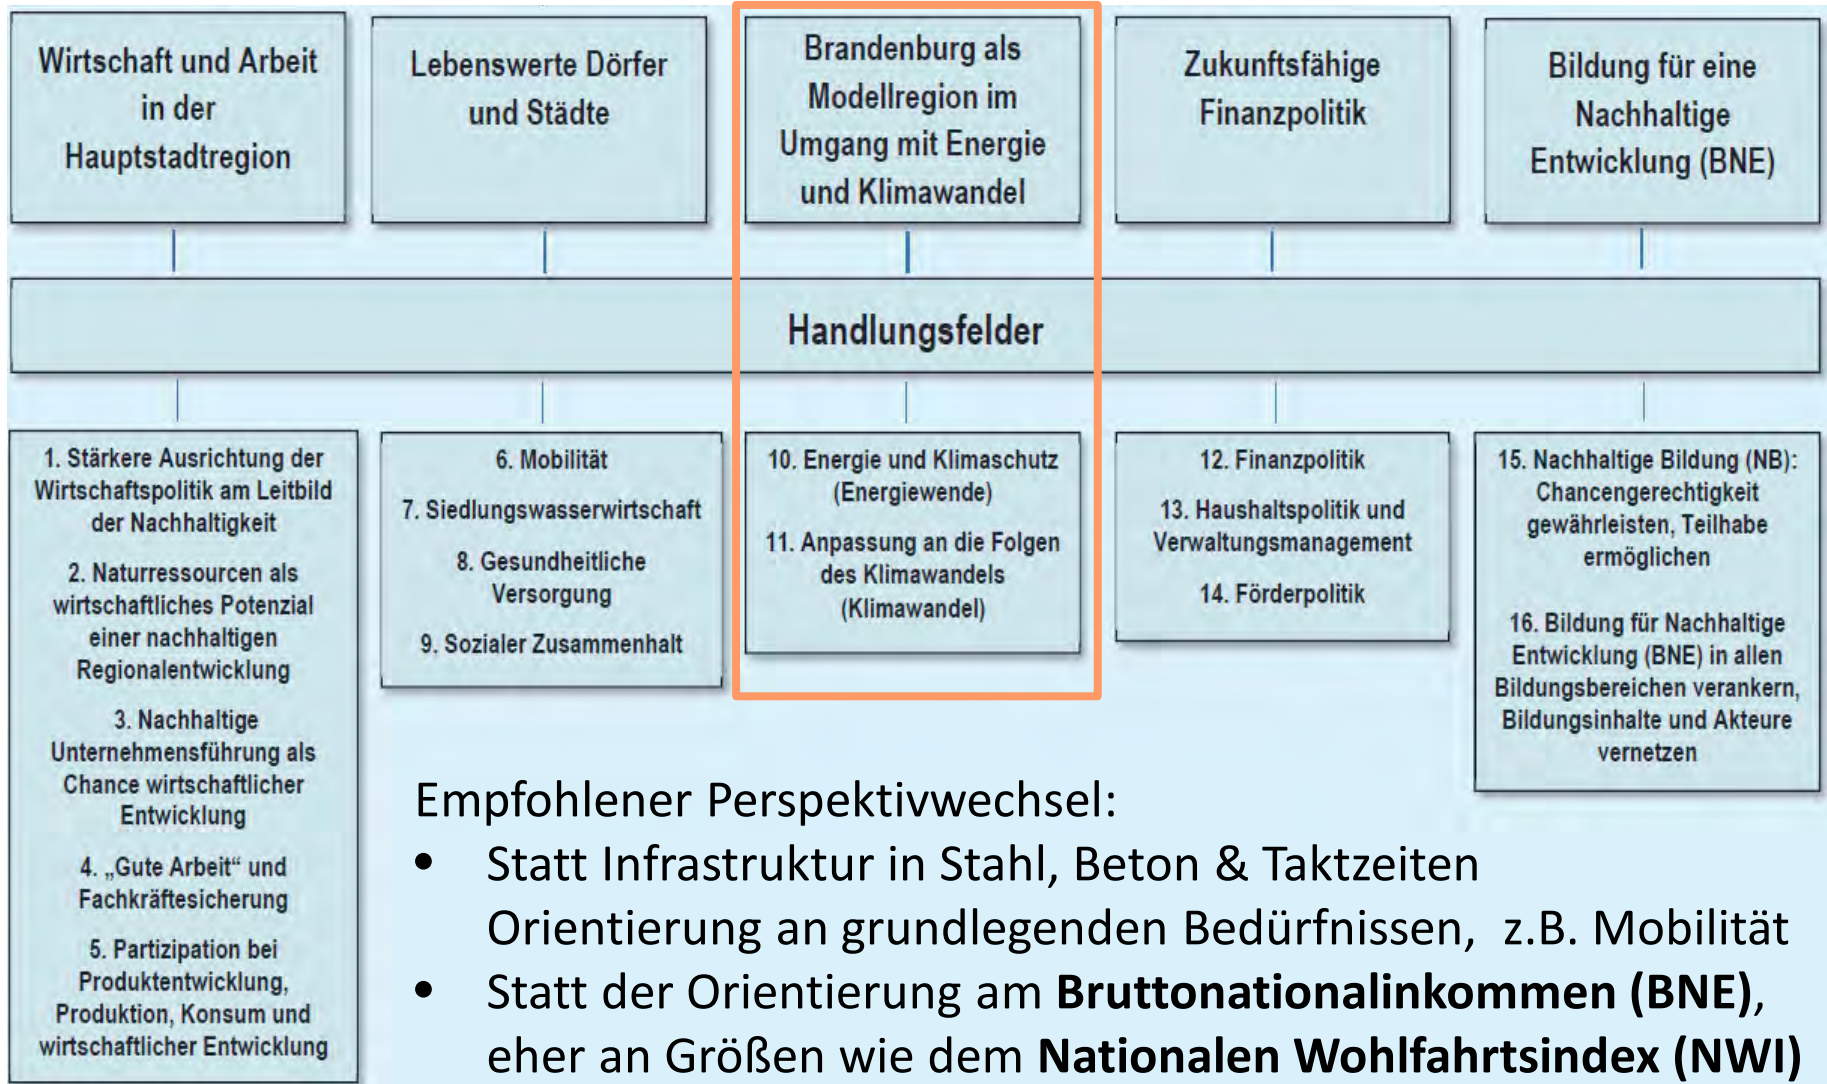 Wirtschaft und Arbeit
in der
Hauptstadtregion
Lebenswerte Dörfer
und Städte
Brandenburg als
Modellregion im
Umgang mit Energie
und Klimawandel
Zukunftsfähige
Finanzpolitik
Bildung für eine
Nachhaltige
Entwicklung (BNE)
Handlungsfelder
1. Stärkere Ausrichtung der
Wirtschaftspolitik am Leitbild
der Nachhaltigkeit
2. Naturressourcen als
wirtschaftliches Potenzial
einer nachhaltigen
Regionalentwicklung
3. Nachhaltige
Unternehmensführung als
Chance wirtschaftlicher
Entwicklung
4. „Gute Arbeit“ und
Fachkräftesicherung
5. Partizipation bei
Produktentwicklung,
Produktion, Konsum und
wirtschaftlicher Entwicklung
6. Mobilität
7. Siedlungswasserwirtschaft
8. Gesundheitliche
Versorgung
9. Sozialer Zusammenhalt
10. Energie und Klimaschutz
(Energiewende)
11. Anpassung an die Folgen
des Klimawandels
(Klimawandel)
12. Finanzpolitik
13. Haushaltspolitik und
Verwaltungsmanagement
14. Förderpolitik
15. Nachhaltige Bildung (NB):
Chancengerechtigkeit
gewährleisten, Teilhabe
ermöglichen
16. Bildung für Nachhaltige
Entwicklung (BNE) in allen
Bildungsbereichen verankern,
Bildungsinhalte und Akteure
vernetzen
Empfohlener Perspektivwechsel:
• Statt Infrastruktur in Stahl, Beton & Taktzeiten
Orientierung an grundlegenden Bedürfnissen, z.B. Mobilität
• Statt der Orientierung am Bruttonationalinkommen (BNE),
eher an Größen wie dem Nationalen Wohlfahrtsindex (NWI)